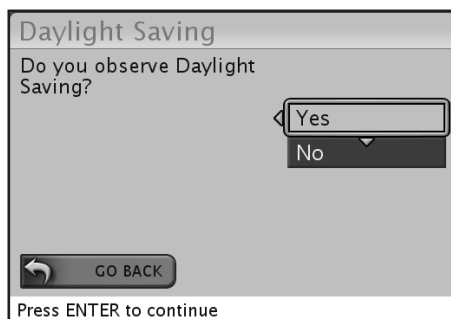 Daylight Saving
Do you observe Daylight
Saving?
Yes
No
GO BACK
Press ENTER to continue